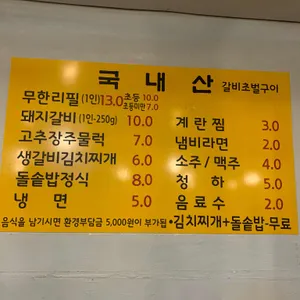 국 내 산 갈비초벌구이
무한리필 (1인) 13.0 초등 10.0
초등미만 7.0
돼지갈비 (1인-250g) 10.0
고추장주물럭 7.0
생갈비김치찌개 6.0
돌솥밥정식 8.0
냉 면 5.0
계 란 찜 3.0
냄비라면 2.0
소주 / 맥주 4.0
청 하 5.0
음 료 수 2.0
음식을 남기시면 환경부담금 5,000원이 부가됨
•김치찌개+돌솥밥-무료